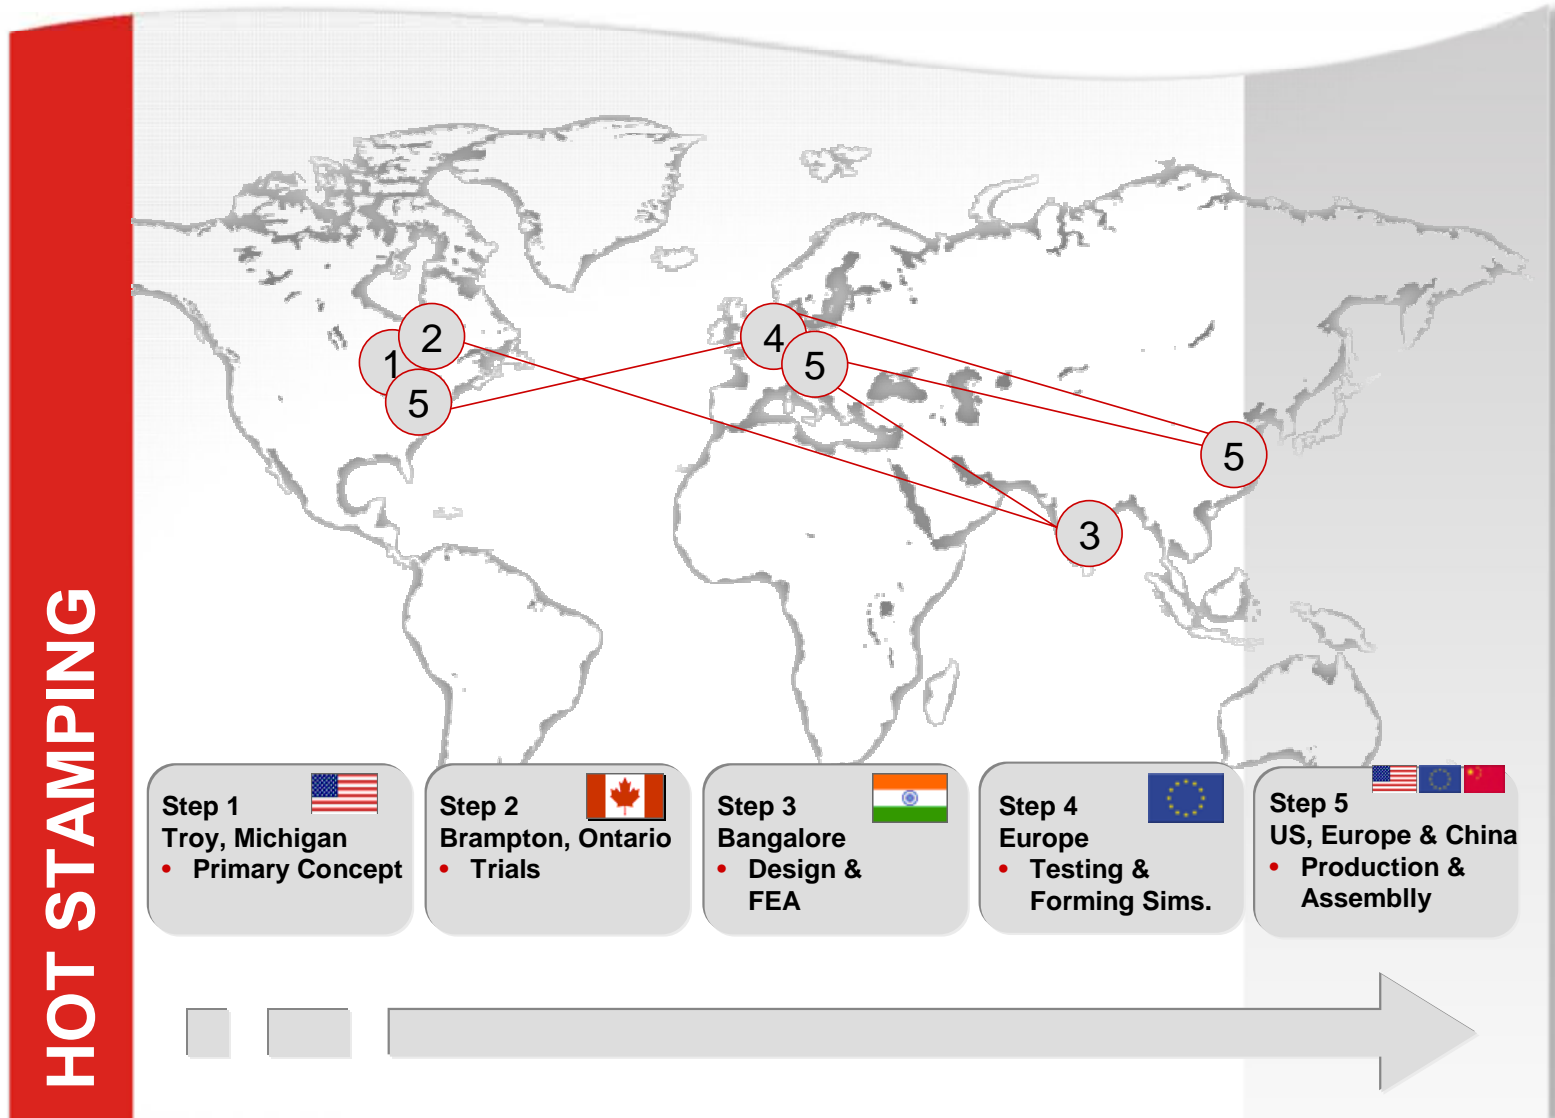 HOT STAMPING
2
1
4
5
5
5
3
Step 1
Troy, Michigan
• Primary Concept
Step 2
Brampton, Ontario
• Trials
Step 3
Bangalore
• Design &
FEA
Step 4
Europe
• Testing &
Forming Sims.
Step 5
US, Europe & China
• Production &
Assemblly